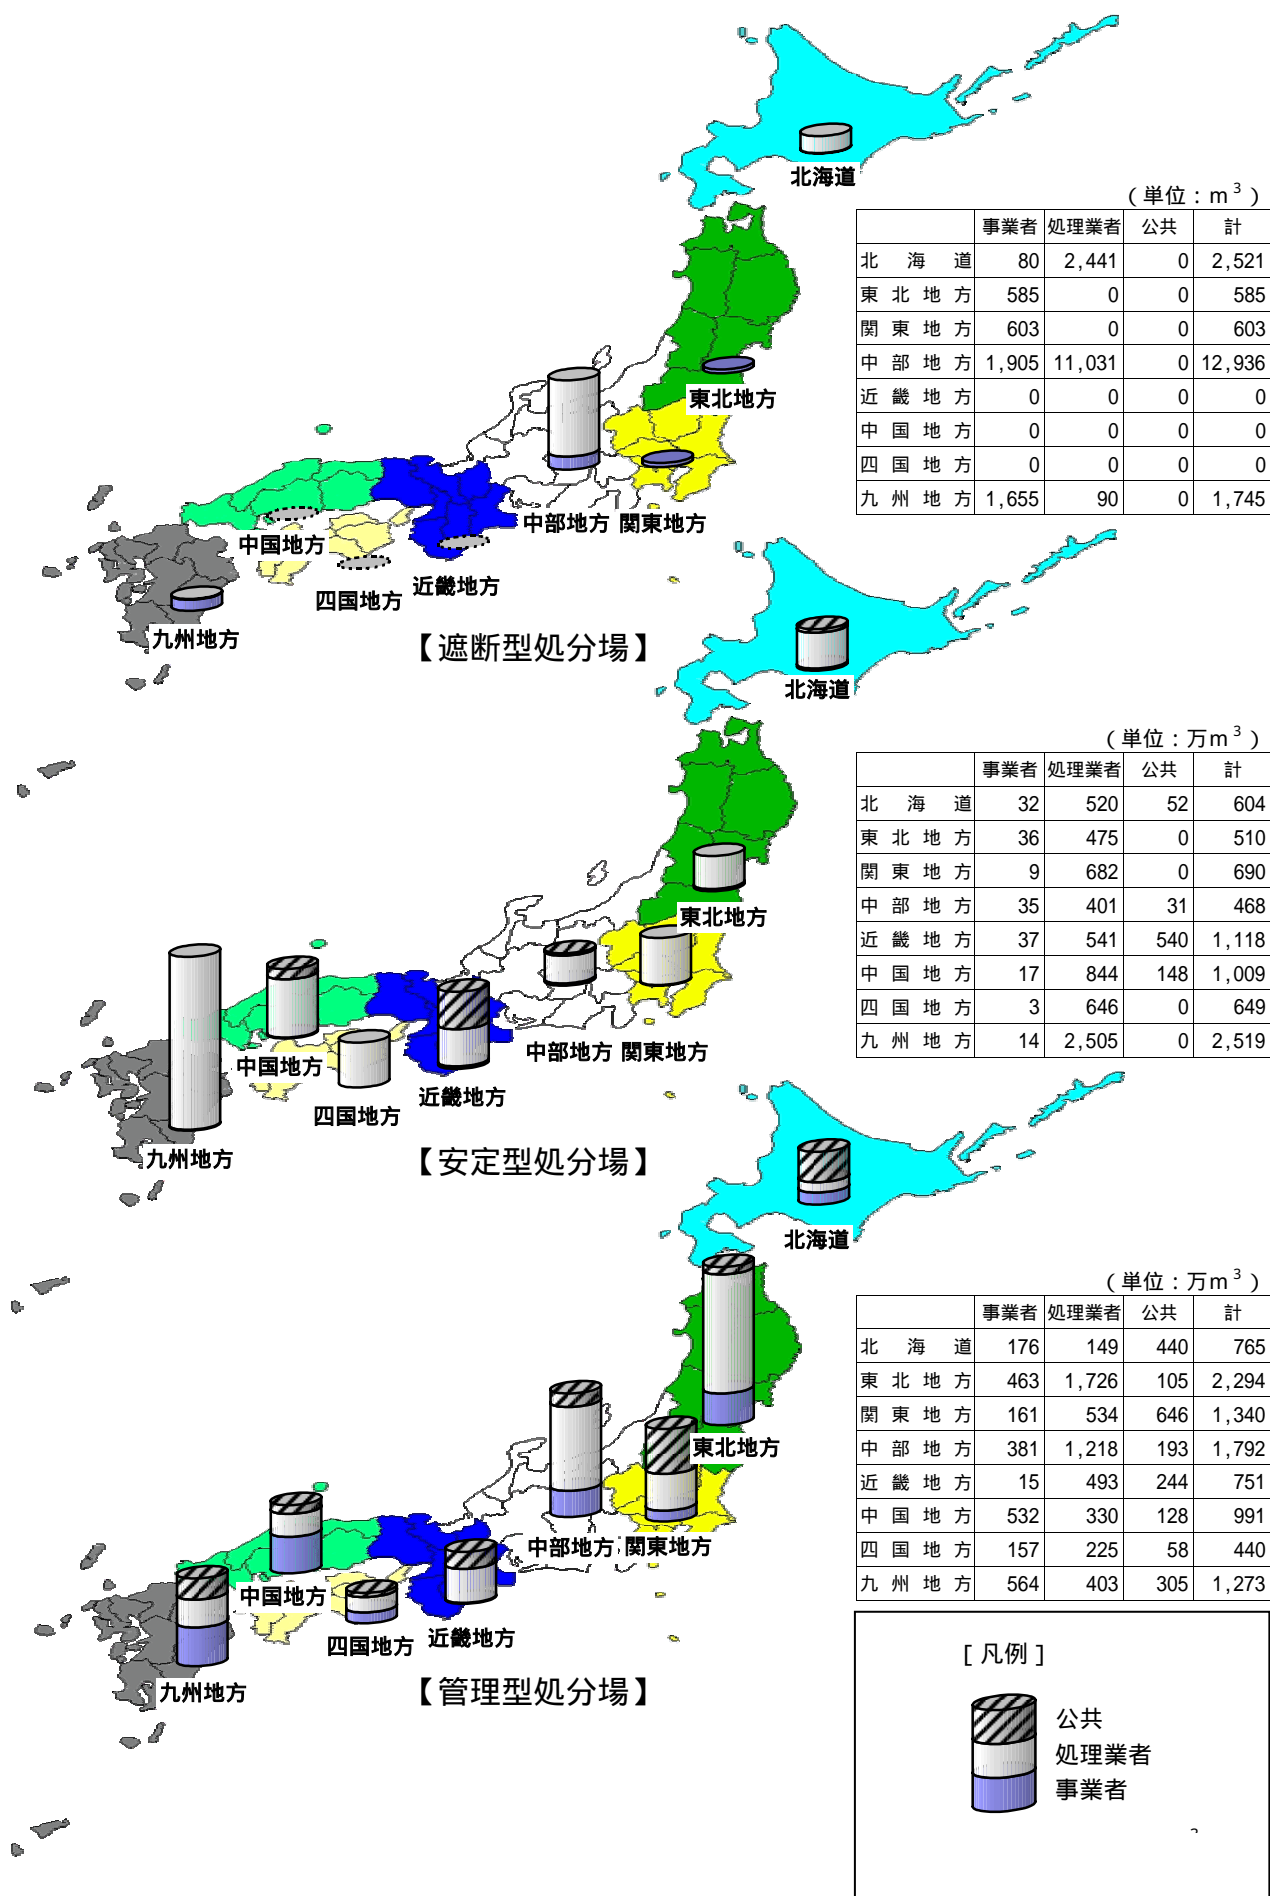 北海道
東北地方
中部地方 関東地方
中国地方
近畿地方
四国地方
九州地方
【遮断型処分場】
（単位：m³）
事業者 処理業者 公共 計
北海道 80 2,441 0 2,521
東北地方 585 0 0 585
関東地方 603 0 0 603
中部地方 1,905 11,031 0 12,936
近畿地方 0 0 0 0
中国地方 0 0 0 0
四国地方 0 0 0 0
九州地方 1,655 90 0 1,745
北海道
東北地方
中部地方 関東地方
中国地方
近畿地方
四国地方
九州地方
【安定型処分場】
（単位：万m³）
事業者 処理業者 公共 計
北海道 32 520 52 604
東北地方 36 475 0 510
関東地方 9 682 0 690
中部地方 35 401 31 468
近畿地方 37 541 540 1,118
中国地方 17 844 148 1,009
四国地方 3 646 0 649
九州地方 14 2,505 0 2,519
北海道
東北地方
中部地方 関東地方
中国地方
近畿地方
四国地方
九州地方
【管理型処分場】
（単位：万m³）
事業者 処理業者 公共 計
北海道 176 149 440 765
東北地方 463 1,726 105 2,294
関東地方 161 534 646 1,340
中部地方 381 1,218 193 1,792
近畿地方 15 493 244 751
中国地方 532 330 128 991
四国地方 157 225 58 440
九州地方 564 403 305 1,273
[ 凡例 ]
公共
処理業者
事業者